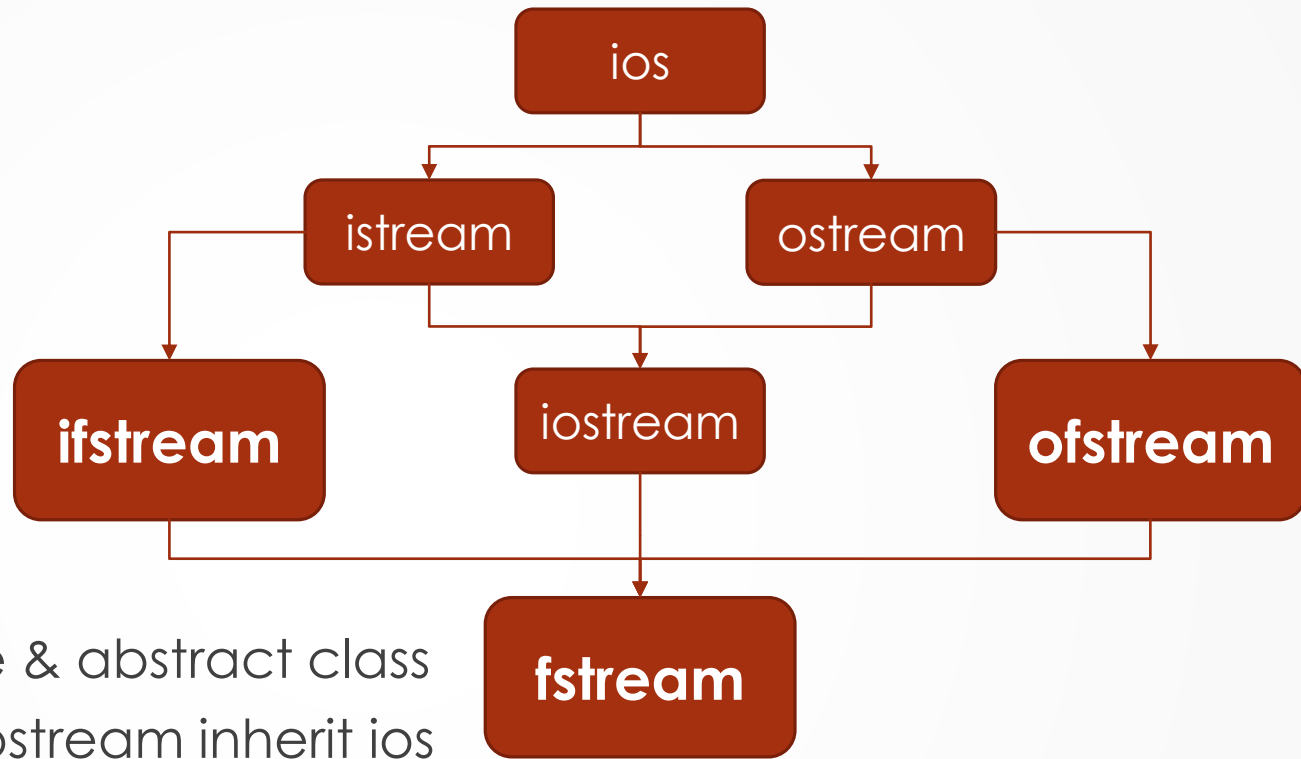 ios
istream
ostream
ifstream
iostream
ofstream
fstream
& abstract class
inherit ios